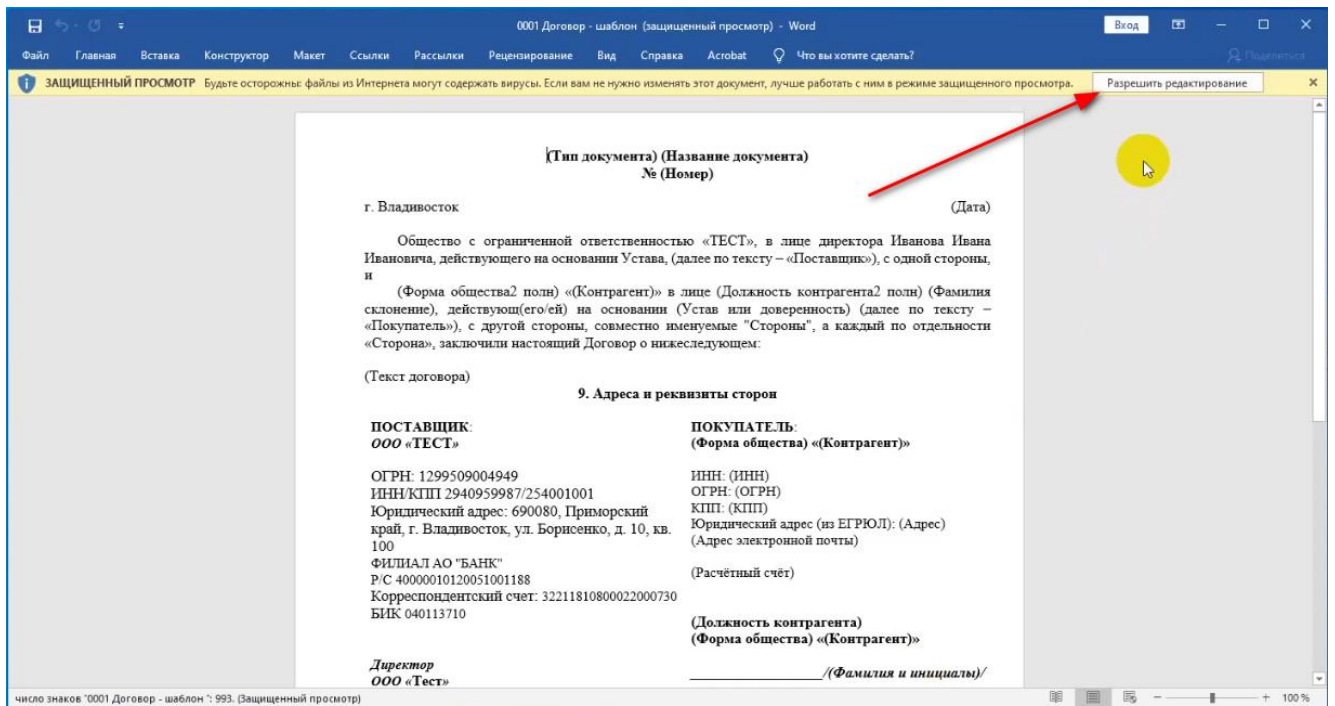 0001 Договор - шаблон (защищенный просмотр) - Word
Вход
Файл Главная Вставка Конструктор Макет Ссылки Рассылки Рецензирование Вид Справка Acrobat Что вы хотите сделать? Поделиться
ЗАЩИЩЕННЫЙ ПРОСМОТР Будьте осторожны: файлы из Интернета могут содержать вирусы. Если вам не нужно изменять этот документ, лучше работать с ним в режиме защищенного просмотра. Разрешить редактирование
(Тип документа) (Название документа)
№ (Номер)
г. Владивосток (Дата)
Общество с ограниченной ответственностью «ТЕСТ», в лице директора Иванова Ивана
Ивановича, действующего на основании Устава, (далее по тексту – «Поставщик»), с одной стороны,
и
(Форма общества2 полн) «(Контрагент)» в лице (Должность контрагента2 полн) (Фамилия
склонение), действующ(его/ей) на основании (Устав или доверенность) (далее по тексту –
«Покупатель»), с другой стороны, совместно именуемые "Стороны", а каждый по отдельности
«Сторона», заключили настоящий Договор о нижеследующем:
(Текст договора)
9. Адреса и реквизиты сторон
ПОСТАВЩИК:
ООО «ТЕСТ»
ОГРН: 1299509004949
ИНН/КПП 2940959987/254001001
Юридический адрес: 690080, Приморский
край, г. Владивосток, ул. Борисенко, д. 10, кв.
100
ФИЛИАЛ АО "БАНК"
Р/С 40000010120051001188
Корреспондентский счет: 32211810800022000730
БИК 040113710
Директор
ООО «Тест»
ПОКУПАТЕЛЬ:
(Форма общества) «(Контрагент)»
ИНН: (ИНН)
ОГРН: (ОГРН)
КПП: (КПП)
Юридический адрес (из ЕГРЮЛ): (Адрес)
(Адрес электронной почты)
(Расчётный счёт)
(Должность контрагента)
(Форма общества) «(Контрагент)»
/(Фамилия и инициалы)/
число знаков "0001 Договор - шаблон ": 993. (Защищенный просмотр)
100 %